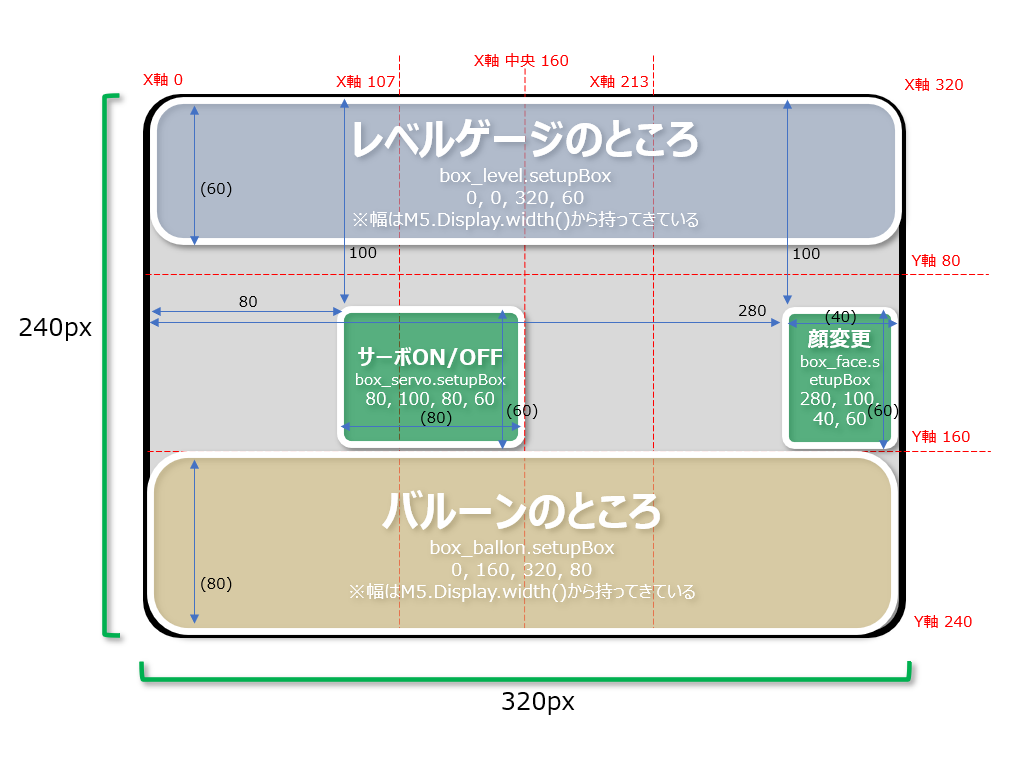 X軸 中央 160
X軸 0
X軸 107
X軸 213
X軸 320
レベルゲージのところ
box_level.setupBox
0, 0, 320, 60
※幅はM5.Display.width()から持ってきている
(60)
100
100
Y軸 80
80
280
(40)
240px
サーボON/OFF
box_servo.setupBox
80, 100, 80, 60
(80)
(60)
顔変更
box_face.s
etupBox
280, 100,
40, 60
(60)
Y軸 160
バルーンのところ
box_ballon.setupBox
0, 160, 320, 80
※幅はM5.Display.width()から持ってきている
(80)
Y軸 240
320px